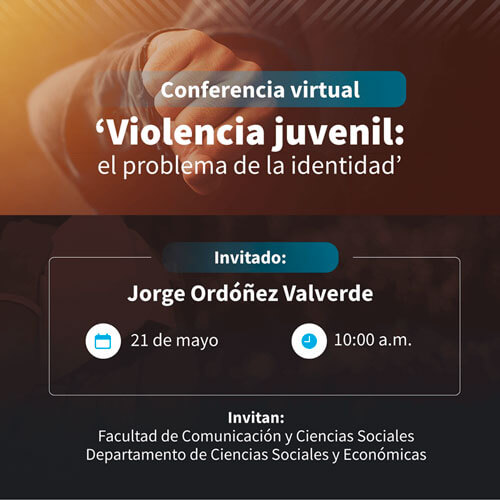 Conferencia virtual
‘Violencia juvenil:
el problema de la identidad’
Invitado:
Jorge Ordóñez Valverde
21 de mayo
10:00 a.m.
Invitan:
Facultad de Comunicación y Ciencias Sociales
Departamento de Ciencias Sociales y Económicas